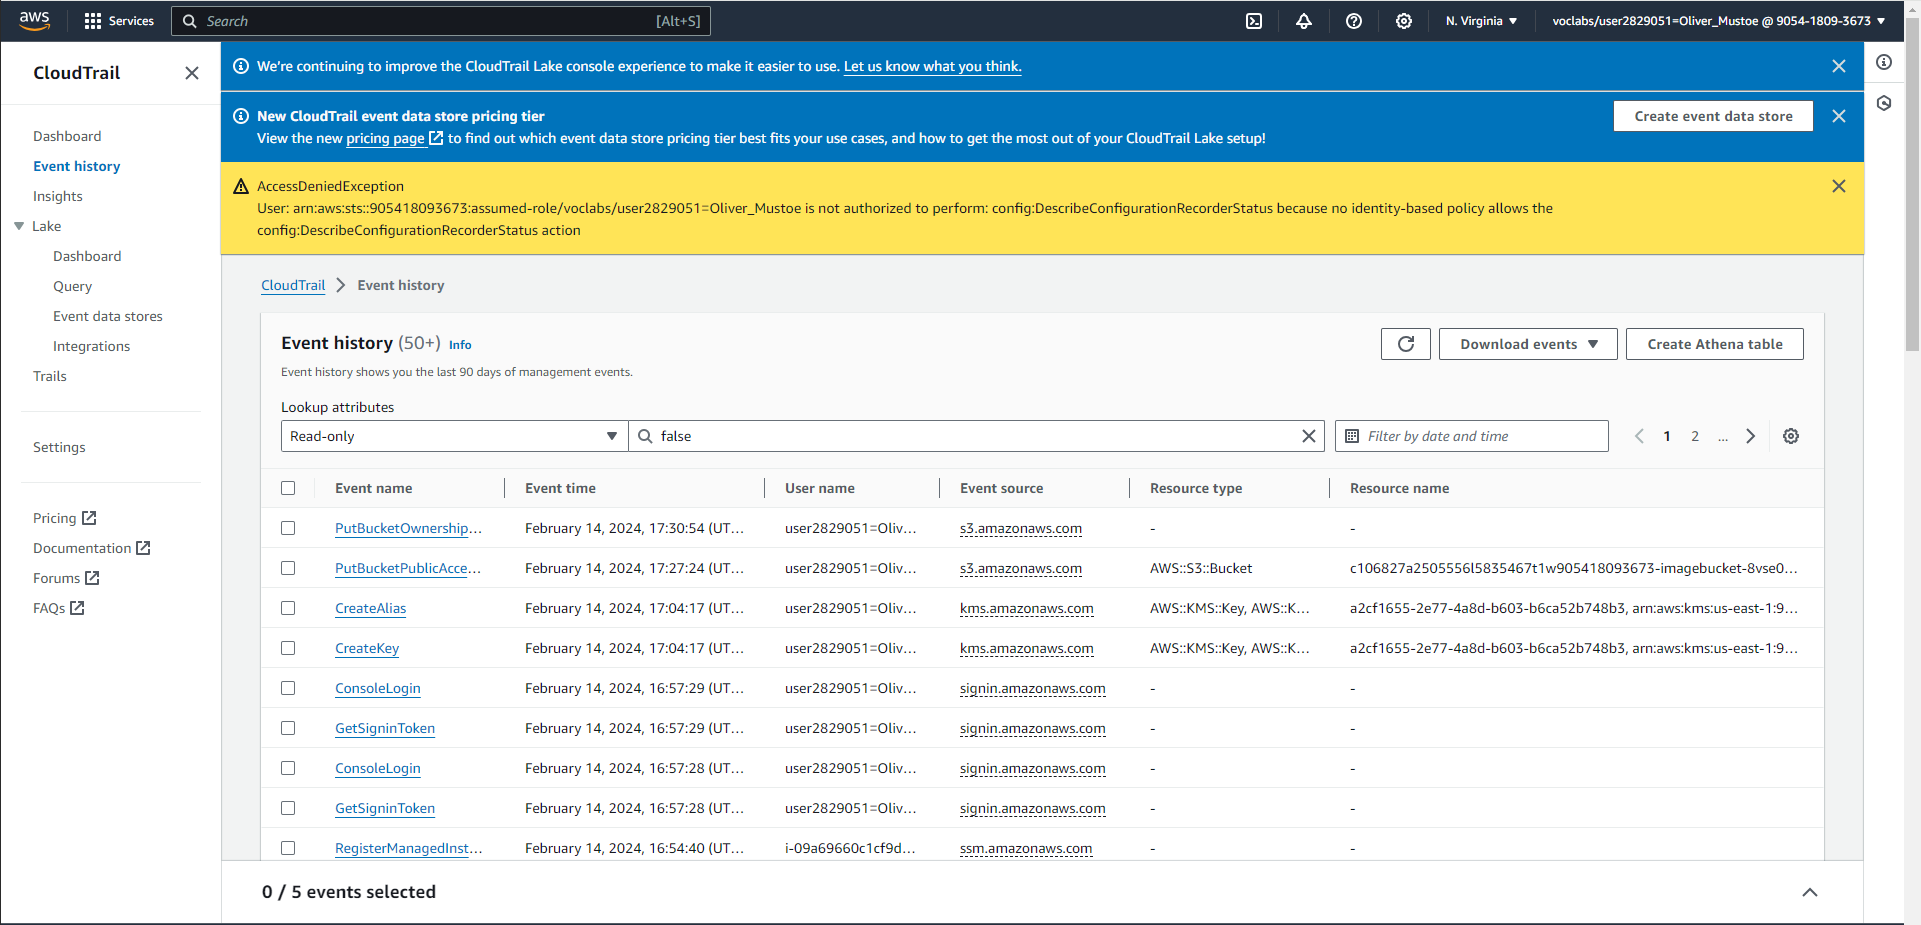 aws
Services
Search [Alt+S]
N. Virginia
voclabs/user2829051=Oliver_Mustoe @ 9054-1809-3673
CloudTrail
Dashboard
Event history
Insights
Lake
Dashboard
Query
Event data stores
Integrations
Trails
Settings
Pricing
Documentation
Forums
FAQs
We're continuing to improve the CloudTrail Lake console experience to make it easier to use. Let us know what you think.
New CloudTrail event data store pricing tier
View the new pricing page to find out which event data store pricing tier best fits your use cases, and how to get the most out of your CloudTrail Lake setup!
Create event data store
AccessDeniedException
User: arn:aws:sts::905418093673:assumed-role/voclabs/user2829051=Oliver_Mustoe is not authorized to perform: config:DescribeConfigurationRecorderStatus because no identity-based policy allows the
config:DescribeConfigurationRecorderStatus action
CloudTrail > Event history
Event history (50+) Info
Download events
Create Athena table
Event history shows you the last 90 days of management events.
Lookup attributes
Read-only
false
Filter by date and time
1 2 ...
Event name Event time User name Event source Resource type Resource name
PutBucketOwnership... February 14, 2024, 17:30:54 (UT... user2829051=Oliv... s3.amazonaws.com - -
PutBucketPublicAcce... February 14, 2024, 17:27:24 (UT... user2829051=Oliv... s3.amazonaws.com AWS::S3::Bucket c106827a2505556l5835467t1w905418093673-imagebucket-8vse0...
CreateAlias February 14, 2024, 17:04:17 (UT... user2829051=Oliv... kms.amazonaws.com AWS::KMS::Key, AWS::K... a2cf1655-2e77-4a8d-b603-b6ca52b748b3, arn:aws:kms:us-east-1:9...
CreateKey February 14, 2024, 17:04:17 (UT... user2829051=Oliv... kms.amazonaws.com AWS::KMS::Key, AWS::K... a2cf1655-2e77-4a8d-b603-b6ca52b748b3, arn:aws:kms:us-east-1:9...
ConsoleLogin February 14, 2024, 16:57:29 (UT... user2829051=Oliv... signin.amazonaws.com - -
GetSigninToken February 14, 2024, 16:57:29 (UT... user2829051=Oliv... signin.amazonaws.com - -
ConsoleLogin February 14, 2024, 16:57:28 (UT... user2829051=Oliv... signin.amazonaws.com - -
GetSigninToken February 14, 2024, 16:57:28 (UT... user2829051=Oliv... signin.amazonaws.com - -
RegisterManagedInst... February 14, 2024, 16:54:40 (UT... i-09a69660c1cf9d... ssm.amazonaws.com - -
0 / 5 events selected